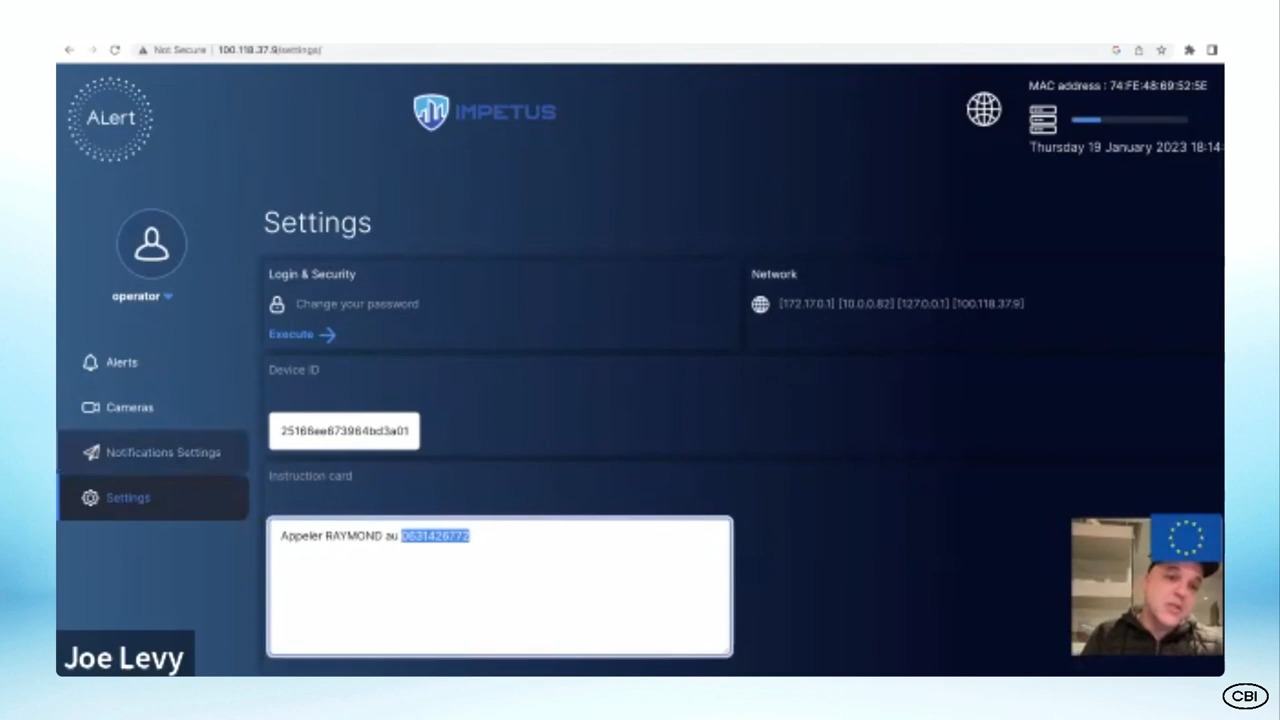 Not Secure | 100.118.37.9/settings/
ALert
IMPETUS
MAC address : 74:FE:48:69:52:5E
Thursday 19 January 2023 18:14:
Settings
operator
Login & Security
Change your password
Execute
Network
[172.17.0.1] [10.0.0.82] [127.0.0.1] [100.118.37.9]
Alerts
Cameras
Notifications Settings
Settings
Device ID
25166ee673964bd3a01
Instruction card
Appeler RAYMOND au 0631426772
Joe Levy
CBI